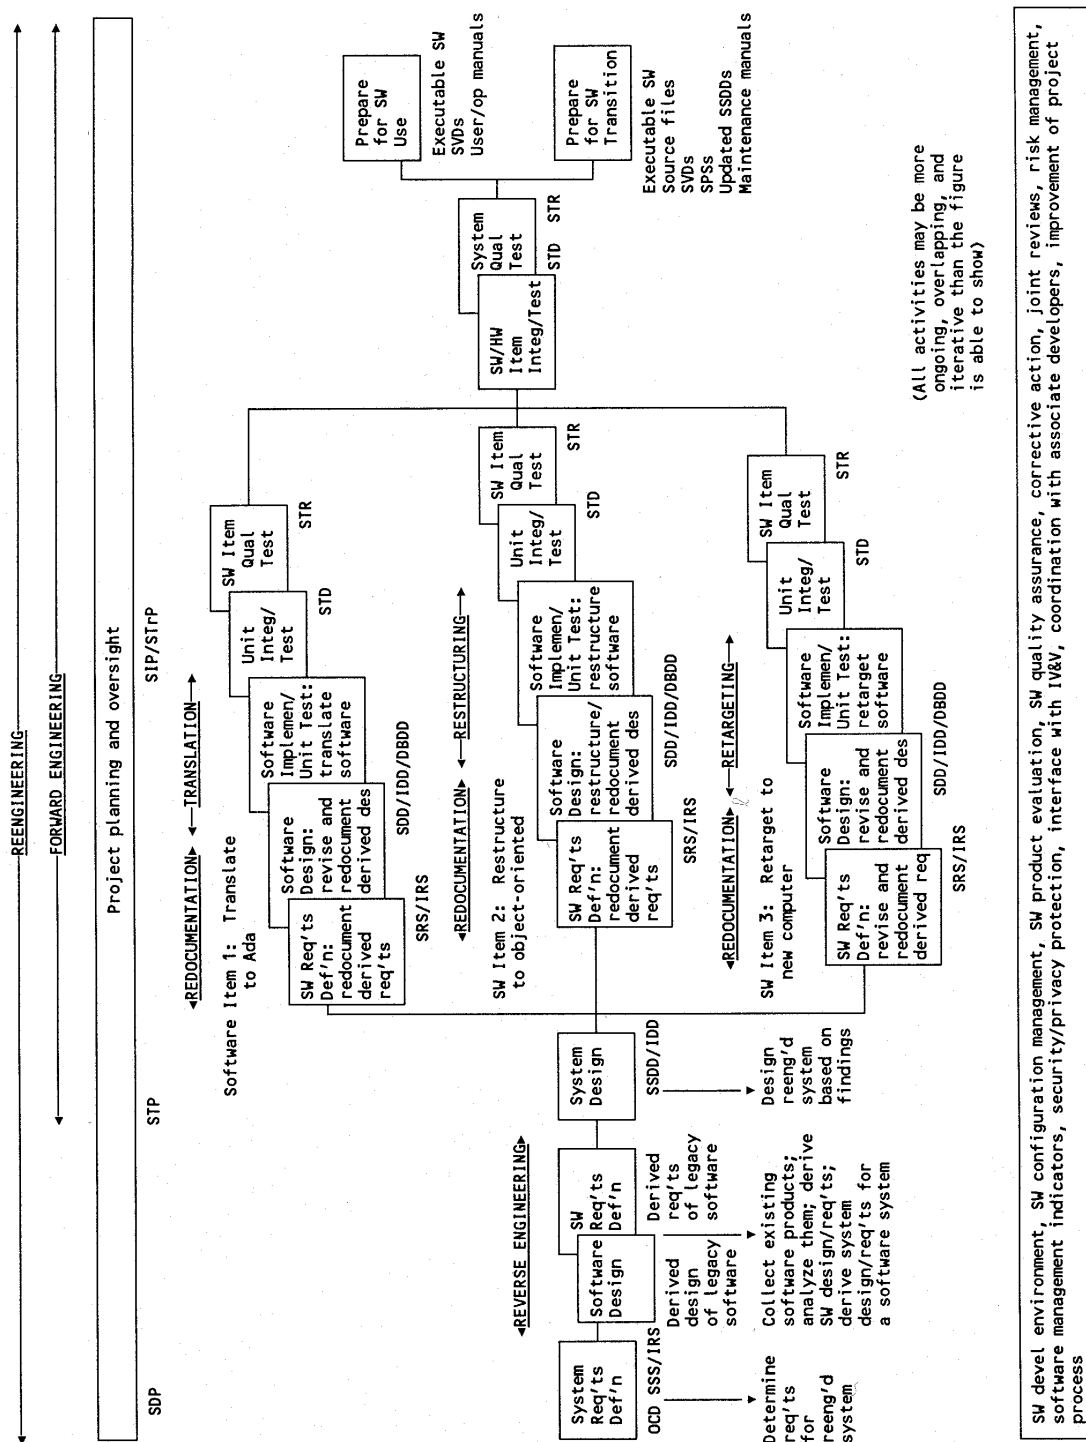 REENGINEERING
FORWARD ENGINEERING
Project planning and oversight
SDP
STP
SIP/STrP
System
Req'ts
Def'n
OCD SSS/IRS
Determine
req'ts
for
reeng'd
system
REVERSE ENGINEERING
Software
Design
SW
Req'ts
Def'n
Derived
design
of legacy
software
Derived
req'ts
of legacy
software
Collect existing
software products;
analyze them; derive
SW design/req'ts;
derive system
design/req'ts for
a software system
System
Design
SSDD/IDD
Design
reeng'd
system
based on
findings
REDOCUMENTATION
TRANSLATION
Software Item 1: Translate
to Ada
SW Req'ts
Def'n:
redocument
derived
req'ts
SRS/IRS
Software
Design:
revise and
redocument
derived des
SDD/IDD/DBDD
Software
Implemen/
Unit Test:
translate
software
Unit
Integ/
Test
STD
SW Item
Qual
Test
STR
REDOCUMENTATION
RESTRUCTURING
SW Item 2: Restructure
to object-oriented
SW Req'ts
Def'n:
redocument
derived
req'ts
SRS/IRS
Software
Design:
restructure/
redocument
derived des
SDD/IDD/DBDD
Software
Implemen/
Unit Test:
restructure
software
Unit
Integ/
Test
STD
SW Item
Qual
Test
STR
REDOCUMENTATION
RETARGETING
SW Item 3: Retarget to
new computer
SW Req'ts
Def'n:
revise and
redocument
derived req
SRS/IRS
Software
Design:
revise and
redocument
derived des
SDD/IDD/DBDD
Software
Implemen/
Unit Test:
retarget
software
Unit
Integ/
Test
STD
SW Item
Qual
Test
STR
SW/HW
Item
Integ/Test
System
Qual
Test
STD
STR
Prepare
for SW
Use
Executable SW
SVDs
User/op manuals
Prepare
for SW
Transition
Executable SW
Source files
SVDs
SPSs
Updated SSDDs
Maintenance manuals
(All activities may be more
ongoing, overlapping, and
iterative than the figure
is able to show)
SW devel environment, SW configuration management, SW product evaluation, SW quality assurance, corrective action, joint reviews, risk management,
software management indicators, security/privacy protection, interface with IV&V, coordination with associate developers, improvement of project
process